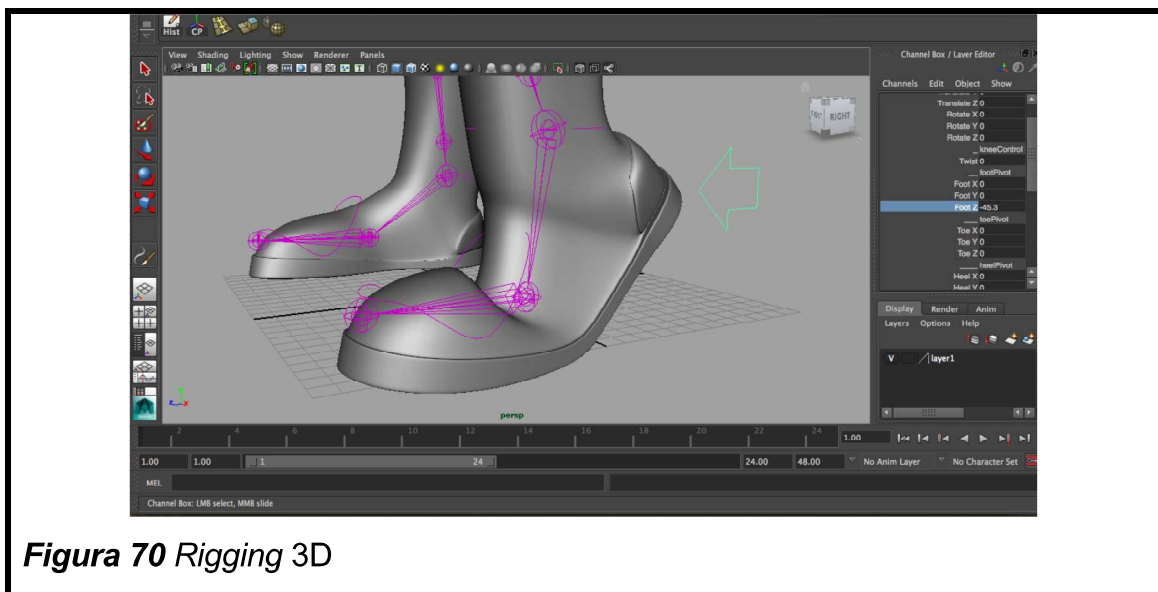 Hist CP
View Shading Lighting Show Renderer Panels
Channel Box / Layer Editor
Channels Edit Object Show
Translate Z 0
Rotate X 0
Rotate Y 0
Rotate Z 0
kneeControl
Twist 0
footPivot
Foot X 0
Foot Y 0
Foot Z -45.3
toePivot
Toe X 0
Toe Y 0
Toe Z 0
heelPivot
Heel X 0
Heel Y 0
RIGHT
Display Render Anim
Layers Options Help
V layer1
persp
2 4 6 8 10 12 14 16 18 20 22 24 1.00
1.00 1.00 1 24 24.00 48.00 No Anim Layer No Character Set
MEL
Channel Box: LMB select, MMB slide
Figura 70 Rigging 3D